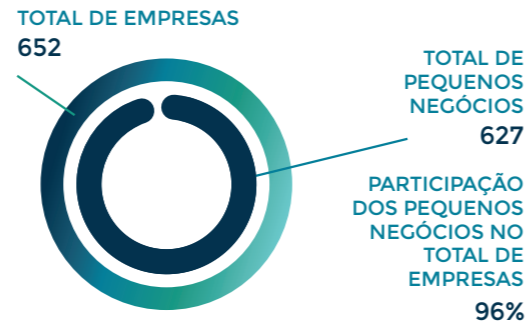 TOTAL DE EMPRESAS
652
TOTAL DE
PEQUENOS
NEGÓCIOS
627
PARTICIPAÇÃO
DOS PEQUENOS
NEGÓCIOS NO
TOTAL DE
EMPRESAS
96%